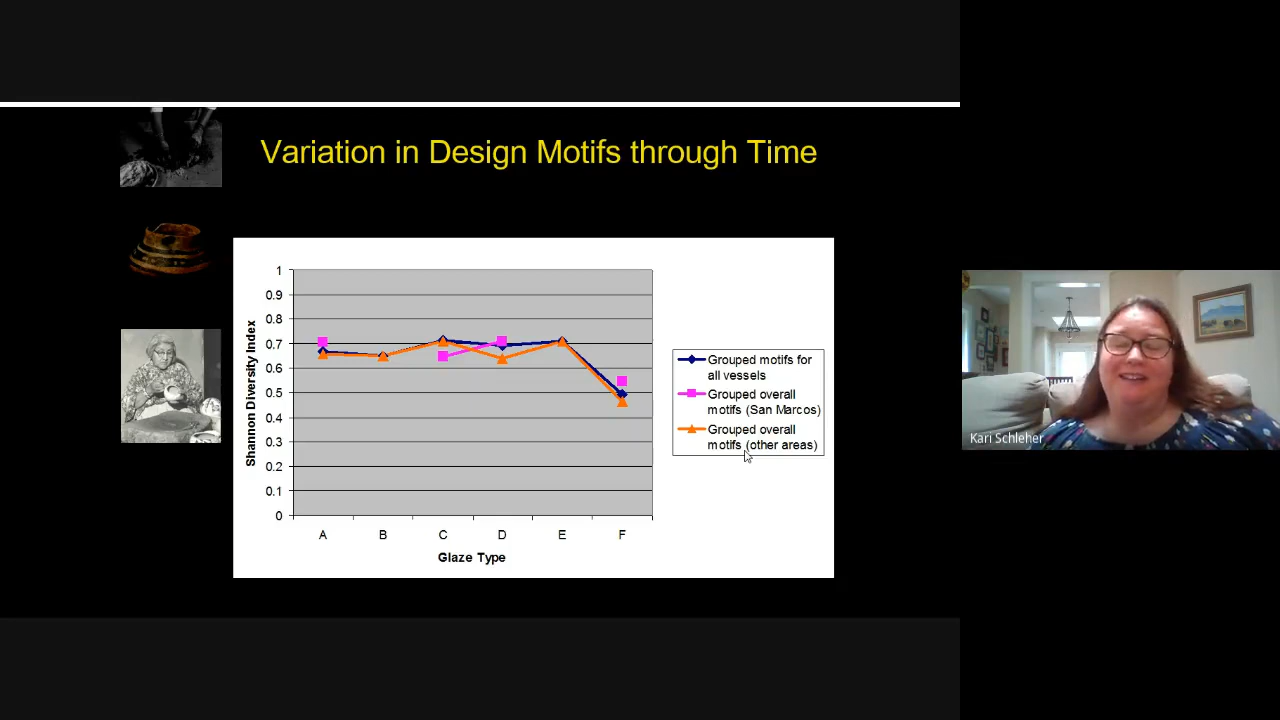 Variation in Design Motifs through Time
1
0.9
0.8
0.7
0.6
0.5
0.4
0.3
0.2
0.1
0
Shannon Diversity Index
A B C D E F
Glaze Type
Grouped motifs for
all vessels
Grouped overall
motifs (San Marcos)
Grouped overall
motifs (other areas)
Kari Schleher